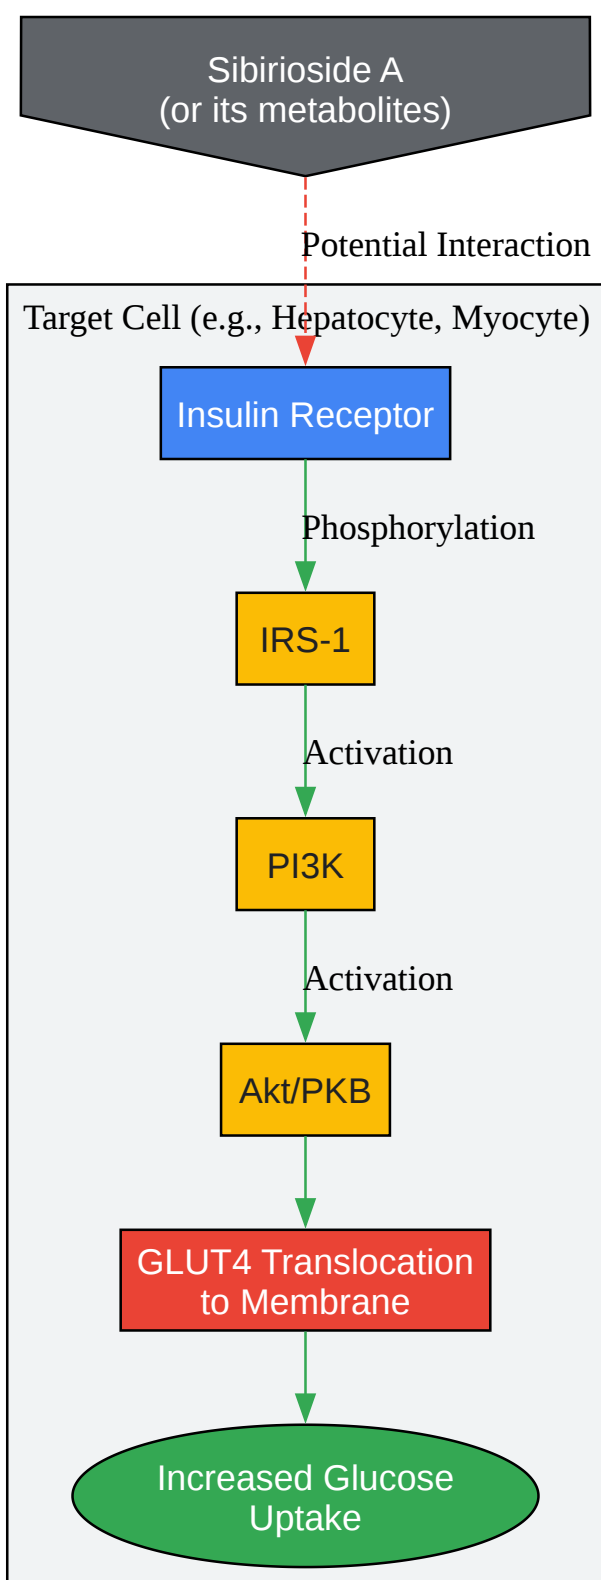 Sibirioside A
(or its metabolites)
Potential Interaction
Target Cell (e.g., Hepatocyte, Myocyte)
Insulin Receptor
Phosphorylation
IRS-1
Activation
PI3K
Activation
Akt/PKB
GLUT4 Translocation
to Membrane
Increased Glucose
Uptake